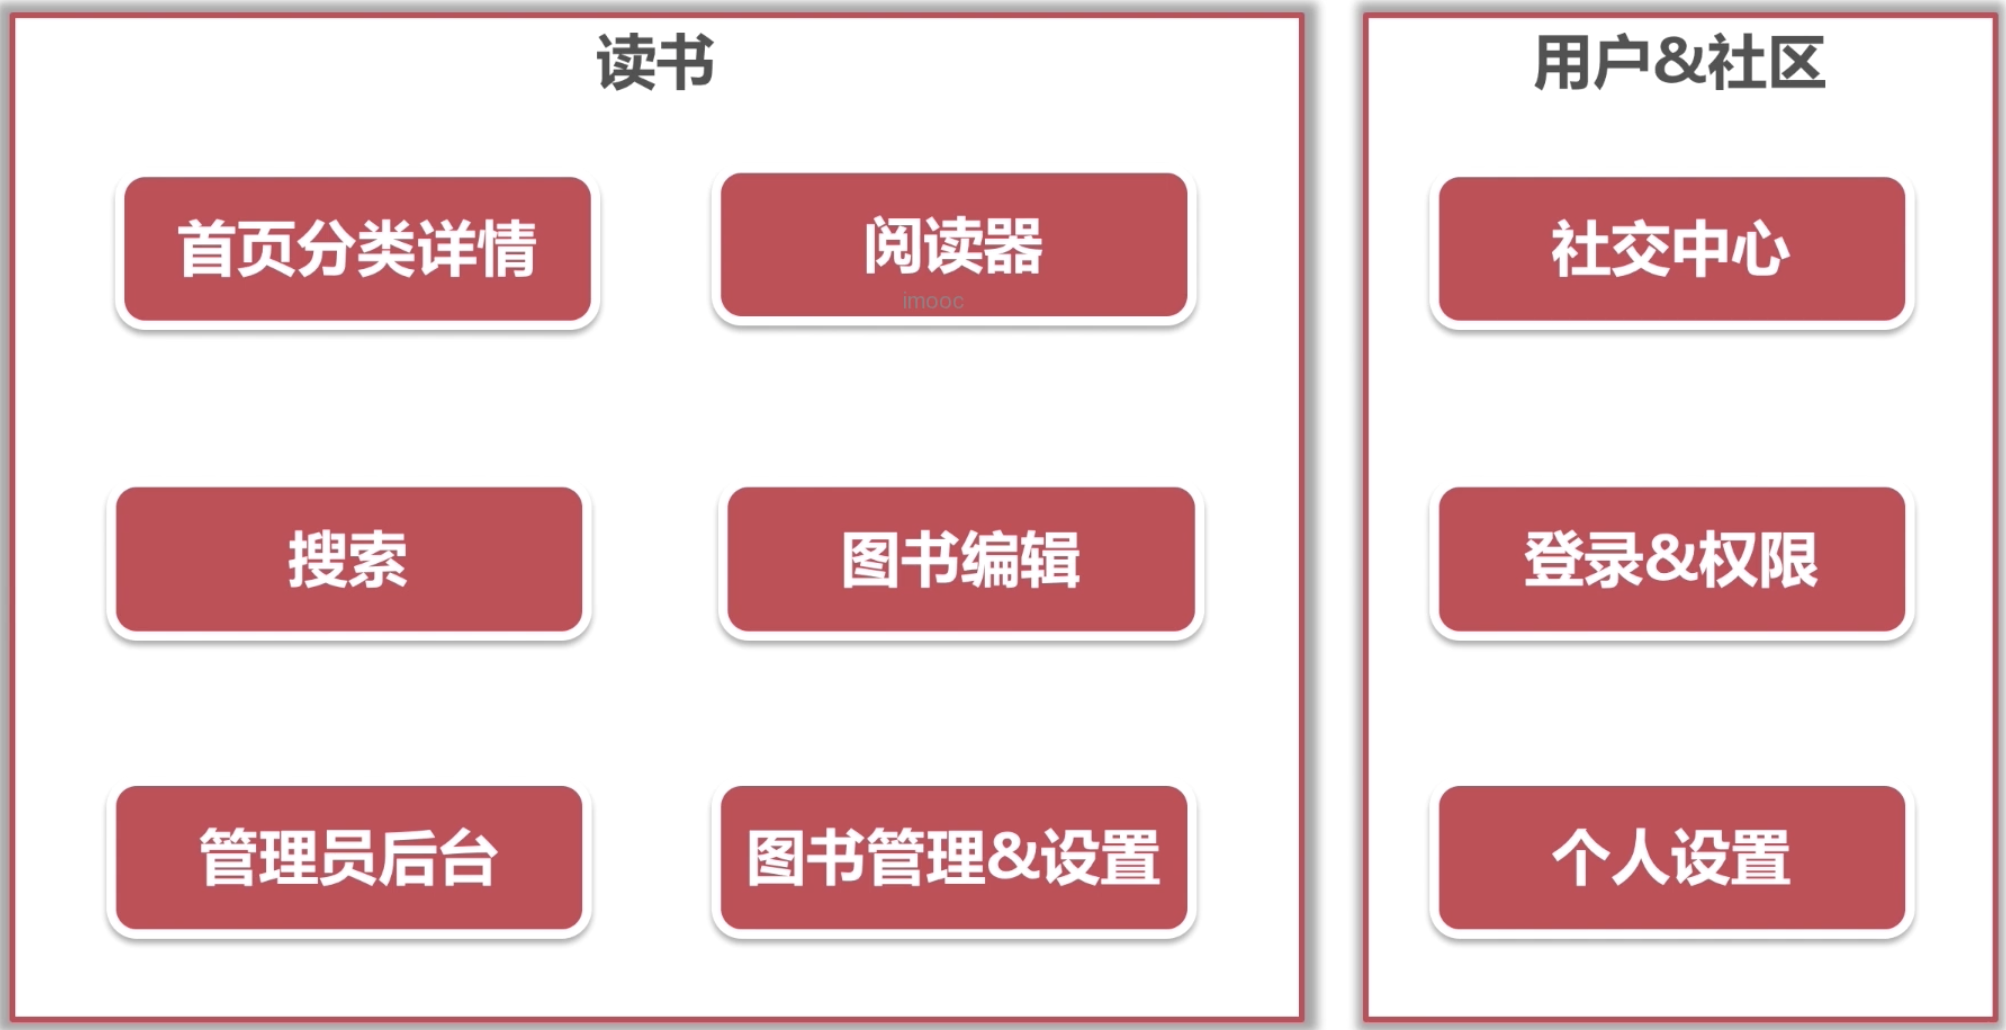 读书
首页分类详情
阅读器
imooc
搜索
图书编辑
管理员后台
图书管理&设置
用户&社区
社交中心
登录&权限
个人设置